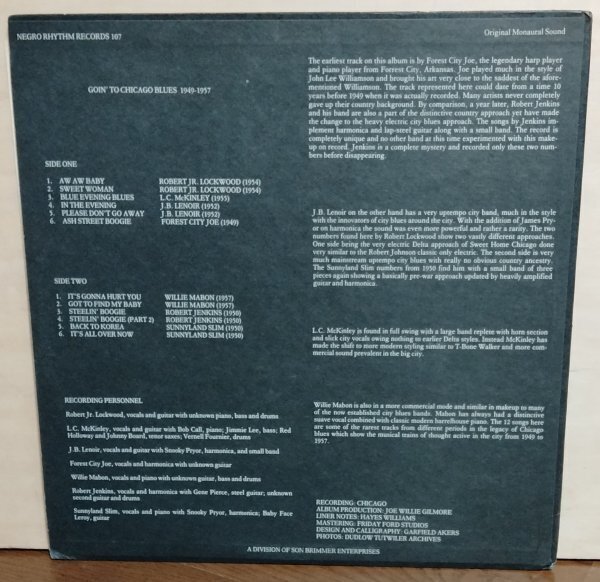 NEGRO RHYTHM RECORDS 107
Original Monaural Sound
GOIN' TO CHICAGO BLUES 1949-1957
SIDE ONE
1. AW AW BABY ROBERT JR. LOCKWOOD (1954)
2. SWEET WOMAN ROBERT JR. LOCKWOOD (1954)
3. BLUE EVENING BLUES L.C. McKINLEY (1955)
4. IN THE EVENING J.B. LENOIR (1952)
5. PLEASE DON'T GO AWAY J.B. LENOIR (1952)
6. ASH STREET BOOGIE FOREST CITY JOE (1949)
SIDE TWO
1. IT'S GONNA HURT YOU WILLIE MABON (1957)
2. GOT TO FIND MY BABY WILLIE MABON (1957)
3. STEELIN' BOOGIE ROBERT JENKINS (1950)
4. STEELIN' BOOGIE (PART 2) ROBERT JENKINS (1950)
5. BACK TO KOREA SUNNYLAND SLIM (1950)
6. IT'S ALL OVER NOW SUNNYLAND SLIM (1950)
RECORDING PERSONNEL
Robert Jr. Lockwood, vocals and guitar with unknown piano, bass and drums
L.C. McKinley, vocals and guitar with Bob Call, piano; Jimmie Lee, bass; Red
Holloway and Johnny Board, tenor saxes; Vernell Fournier, drums
J.B. Lenoir, vocals and guitar with Snooky Pryor, harmonica, and small band
Forest City Joe, vocals and harmonica with unknown guitar
Willie Mabon, vocals and piano with unknown guitar, bass and drums
Robert Jenkins, vocals and harmonica with Gene Pierce, steel guitar; unknown
second guitar and drums
Sunnyland Slim, vocals and piano with Snooky Pryor, harmonica; Baby Face
Leroy, guitar
The earliest track on this album is by Forest City Joe, the legendary harp player
and piano player from Forrest City, Arkansas. Joe played much in the style of
John Lee Williamson and brought his art very close to the saddest of the afore-
mentioned Williamson. The track represented here could date from a time 10
years before 1949 when it was actually recorded. Many artists never completely
gave up their country background. By comparison, a year later, Robert Jenkins
and his band are also a part of the distinctive country approach yet have made
the change to the heavy electric city blues approach. The songs by Jenkins im-
plement harmonica and lap-steel guitar along with a small band. The record is
completely unique and no other band at this time experimented with this make-
up on record. Jenkins is a complete mystery and recorded only these two num-
bers before disappearing.
J.B. Lenoir on the other hand has a very uptempo city band, much in the style
with the innovators of city blues around the city. With the addition of James Pry-
or on harmonica the sound was even more powerful and rather a rarity. The two
numbers found here by Robert Lockwood show two vastly different approaches.
One side being the very electric Delta approach of Sweet Home Chicago done
very similar to the Robert Johnson classic only electric. The second side is very
much mainstream uptempo city blues with really no obvious country ancestry.
The Sunnyland Slim numbers from 1950 find him with a small band of three
pieces again showing a basically pre-war approach updated by heavily amplified
guitar and harmonica.
L.C. McKinley is found in full swing with a large band replete with horn section
and slick city vocals owing nothing to earlier Delta styles. Instead McKinley has
made the shift to more modern styling similar to T-Bone Walker and more com-
mercial sound prevalent in the big city.
Willie Mabon is also in a more commercial mode and similar in makeup to many
of the now established city blues bands. Mabon has always had a distinctive
suave vocal combined with classic modern barrelhouse piano. The 12 songs here
are some of the rarest tracks from different periods in the legacy of Chicago
blues which show the musical trains of thought active in the city from 1949 to
1957.
RECORDING: CHICAGO
ALBUM PRODUCTION: JOE WILLIE GILMORE
LINER NOTES: HAYES WILLIAMS
MASTERING: FRIDAY FORD STUDIOS
DESIGN AND CALLIGRAPHY: GARFIELD AKERS
PHOTOS: DUDLOW TUTWILER ARCHIVES
A DIVISION OF SON BRIMMER ENTERPRISES